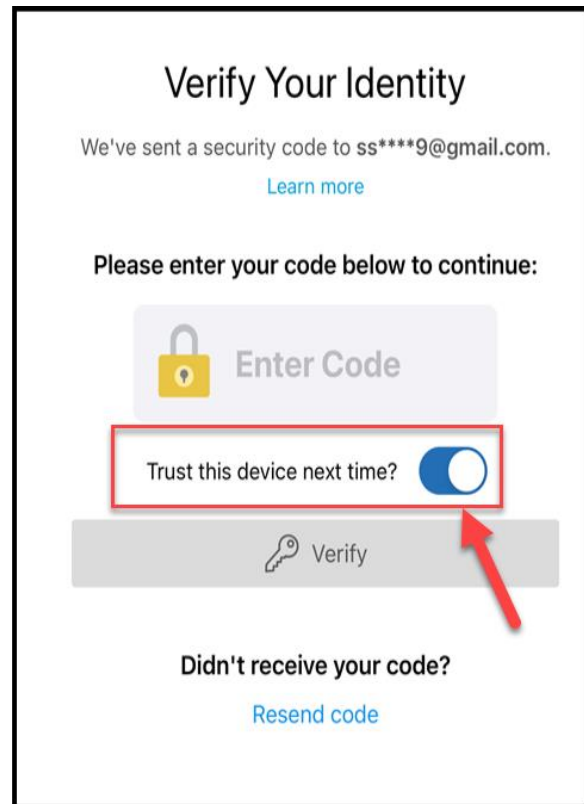 Verify Your Identity
We've sent a security code to ss****9@gmail.com.
Learn more
Please enter your code below to continue:
Enter Code
Trust this device next time?
Verify
Didn't receive your code?
Resend code